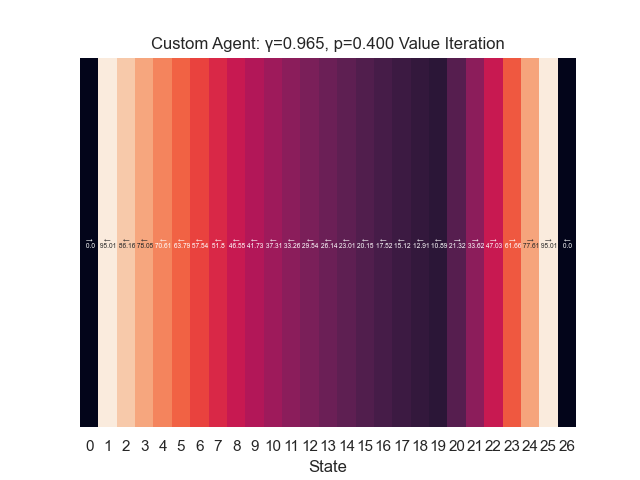 Custom Agent: γ=0.965, p=0.400 Value Iteration
0.0 95.01 86.16 75.05 70.61 63.79 57.54 51.8 46.55 41.73 37.31 33.26 29.54 26.14 23.01 20.15 17.52 15.12 12.91 10.89 21.32 33.62 47.03 61.66 77.61 95.01 0.0
0 1 2 3 4 5 6 7 8 9 10 11 12 13 14 15 16 17 18 19 20 21 22 23 24 25 26
State